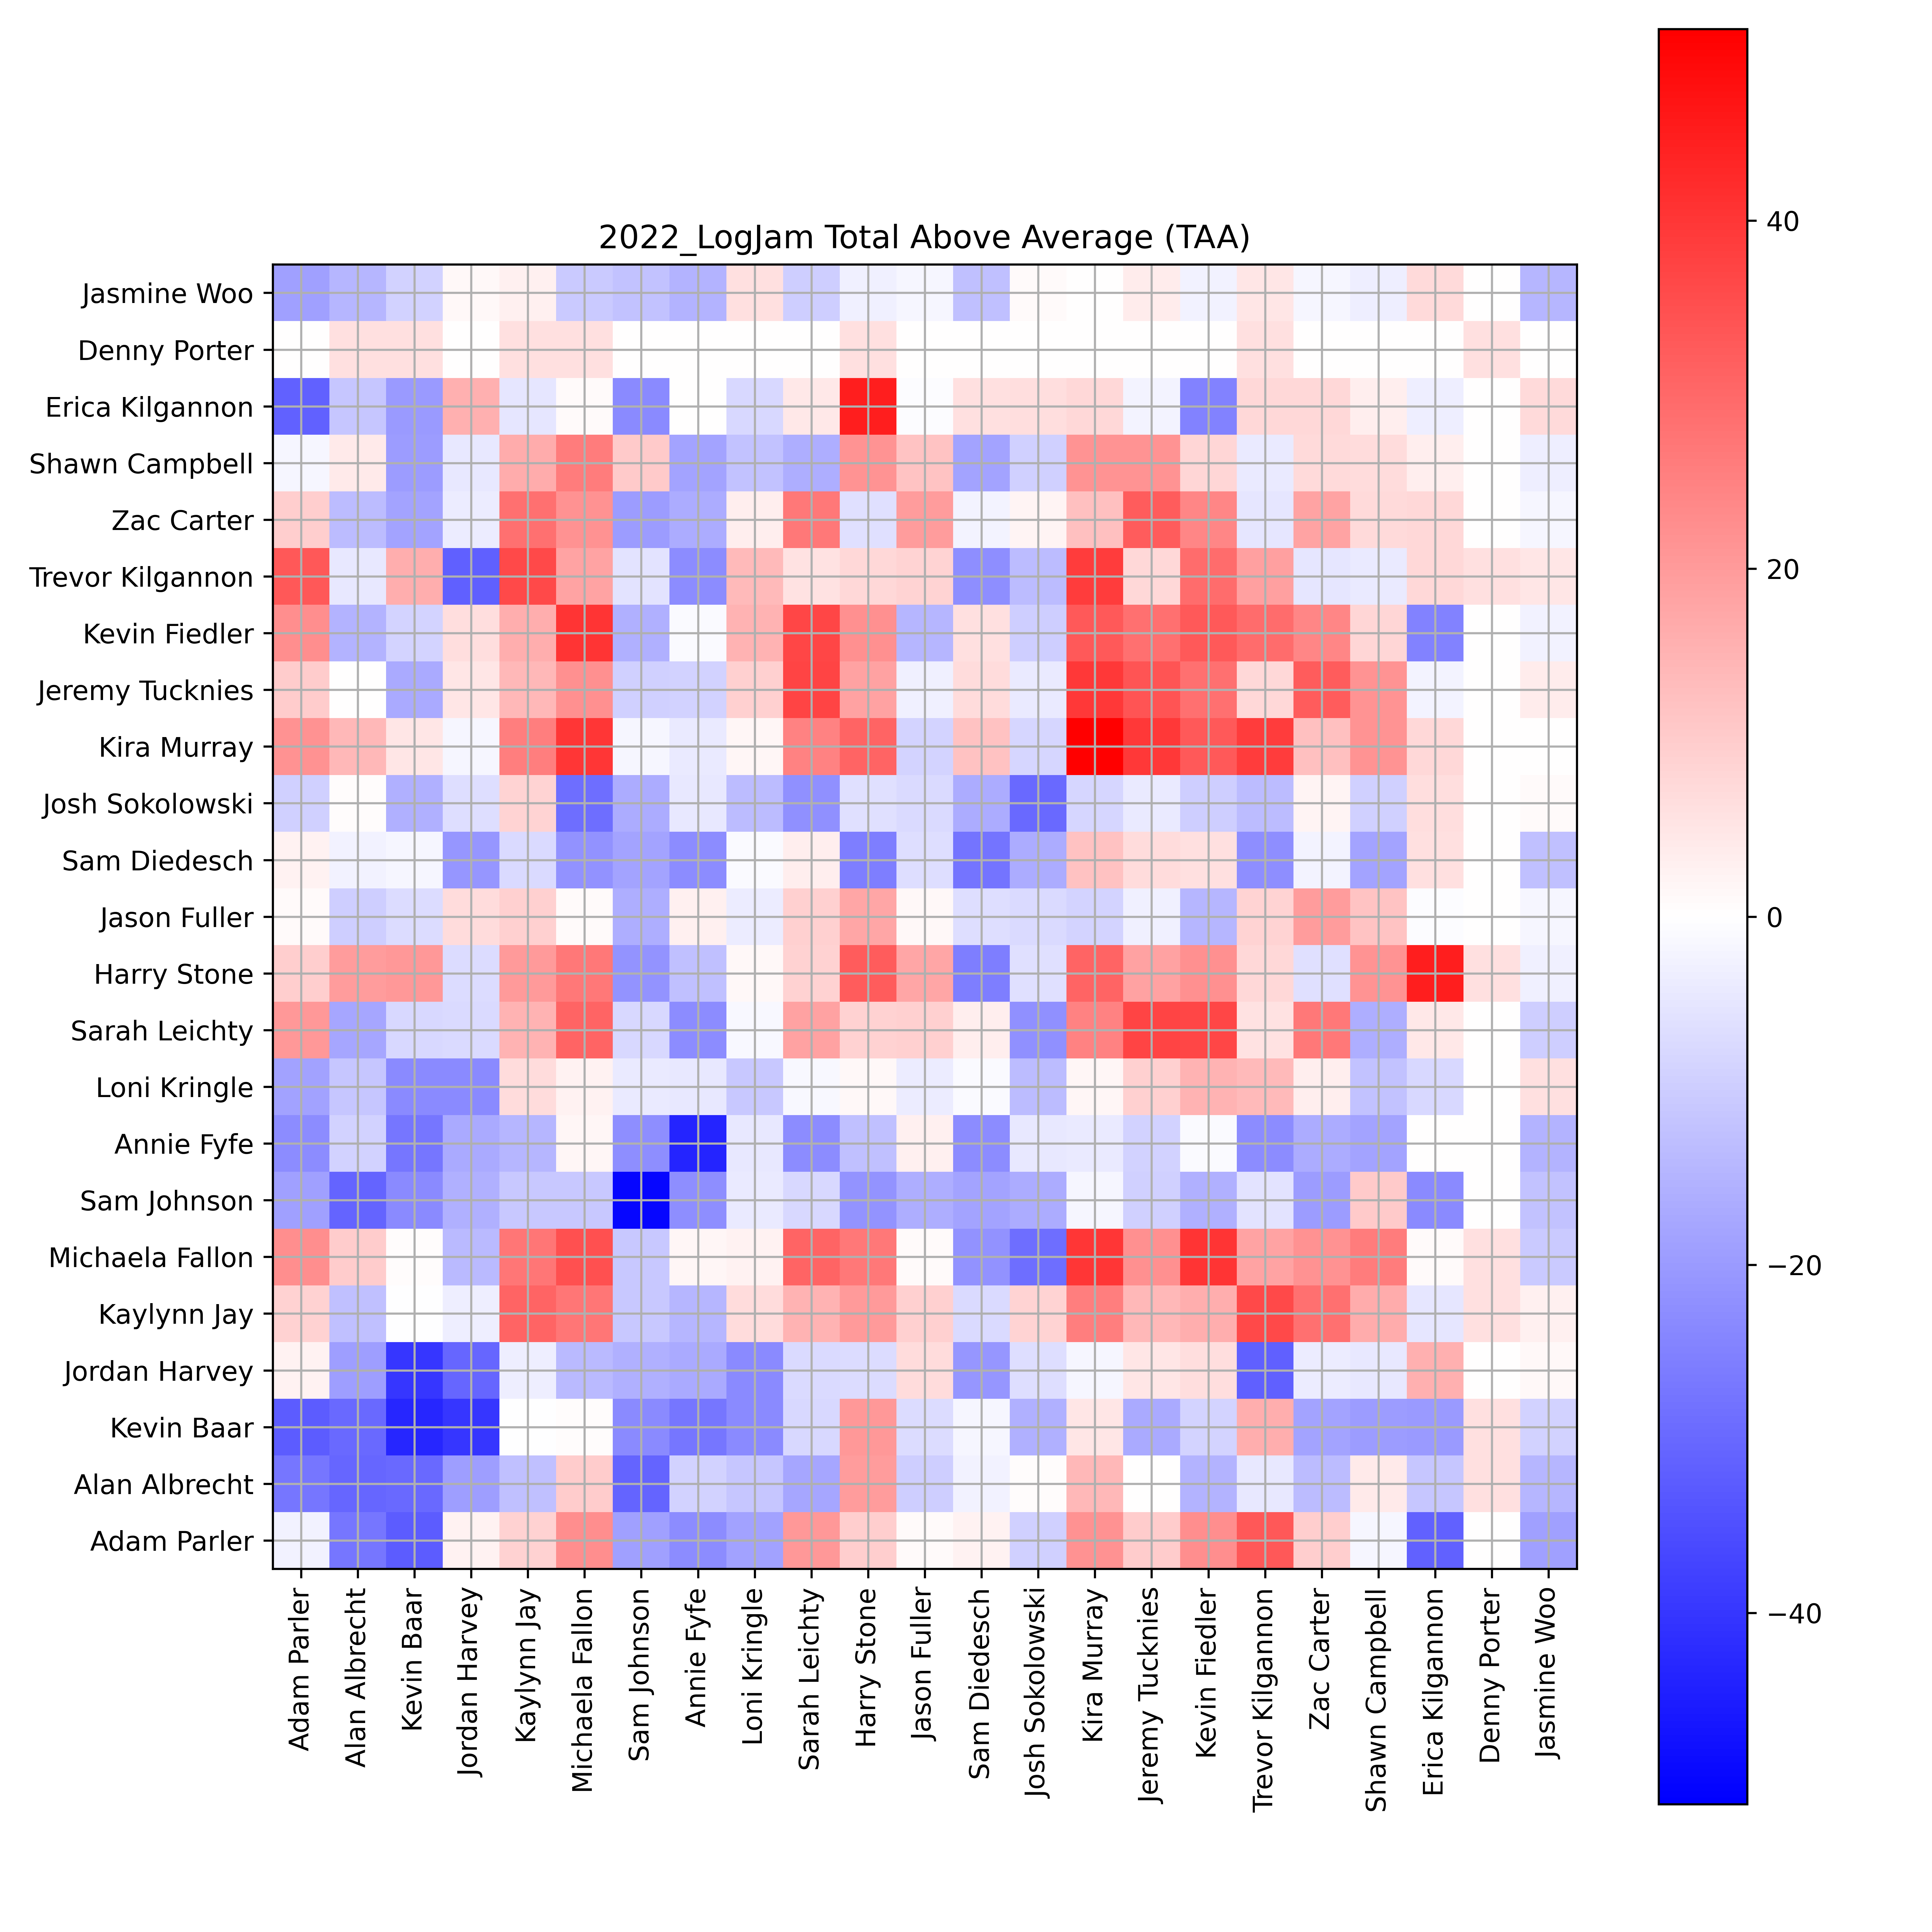 2022_LogJam Total Above Average (TAA)
Jasmine Woo
Denny Porter
Erica Kilgannon
Shawn Campbell
Zac Carter
Trevor Kilgannon
Kevin Fiedler
Jeremy Tucknies
Kira Murray
Josh Sokolowski
Sam Diedesch
Jason Fuller
Harry Stone
Sarah Leichty
Loni Kringle
Annie Fyfe
Sam Johnson
Michaela Fallon
Kaylynn Jay
Jordan Harvey
Kevin Baar
Alan Albrecht
Adam Parler
Adam Parler
Alan Albrecht
Kevin Baar
Jordan Harvey
Kaylynn Jay
Michaela Fallon
Sam Johnson
Annie Fyfe
Loni Kringle
Sarah Leichty
Harry Stone
Jason Fuller
Sam Diedesch
Josh Sokolowski
Kira Murray
Jeremy Tucknies
Kevin Fiedler
Trevor Kilgannon
Zac Carter
Shawn Campbell
Erica Kilgannon
Denny Porter
Jasmine Woo
40
20
0
−20
−40